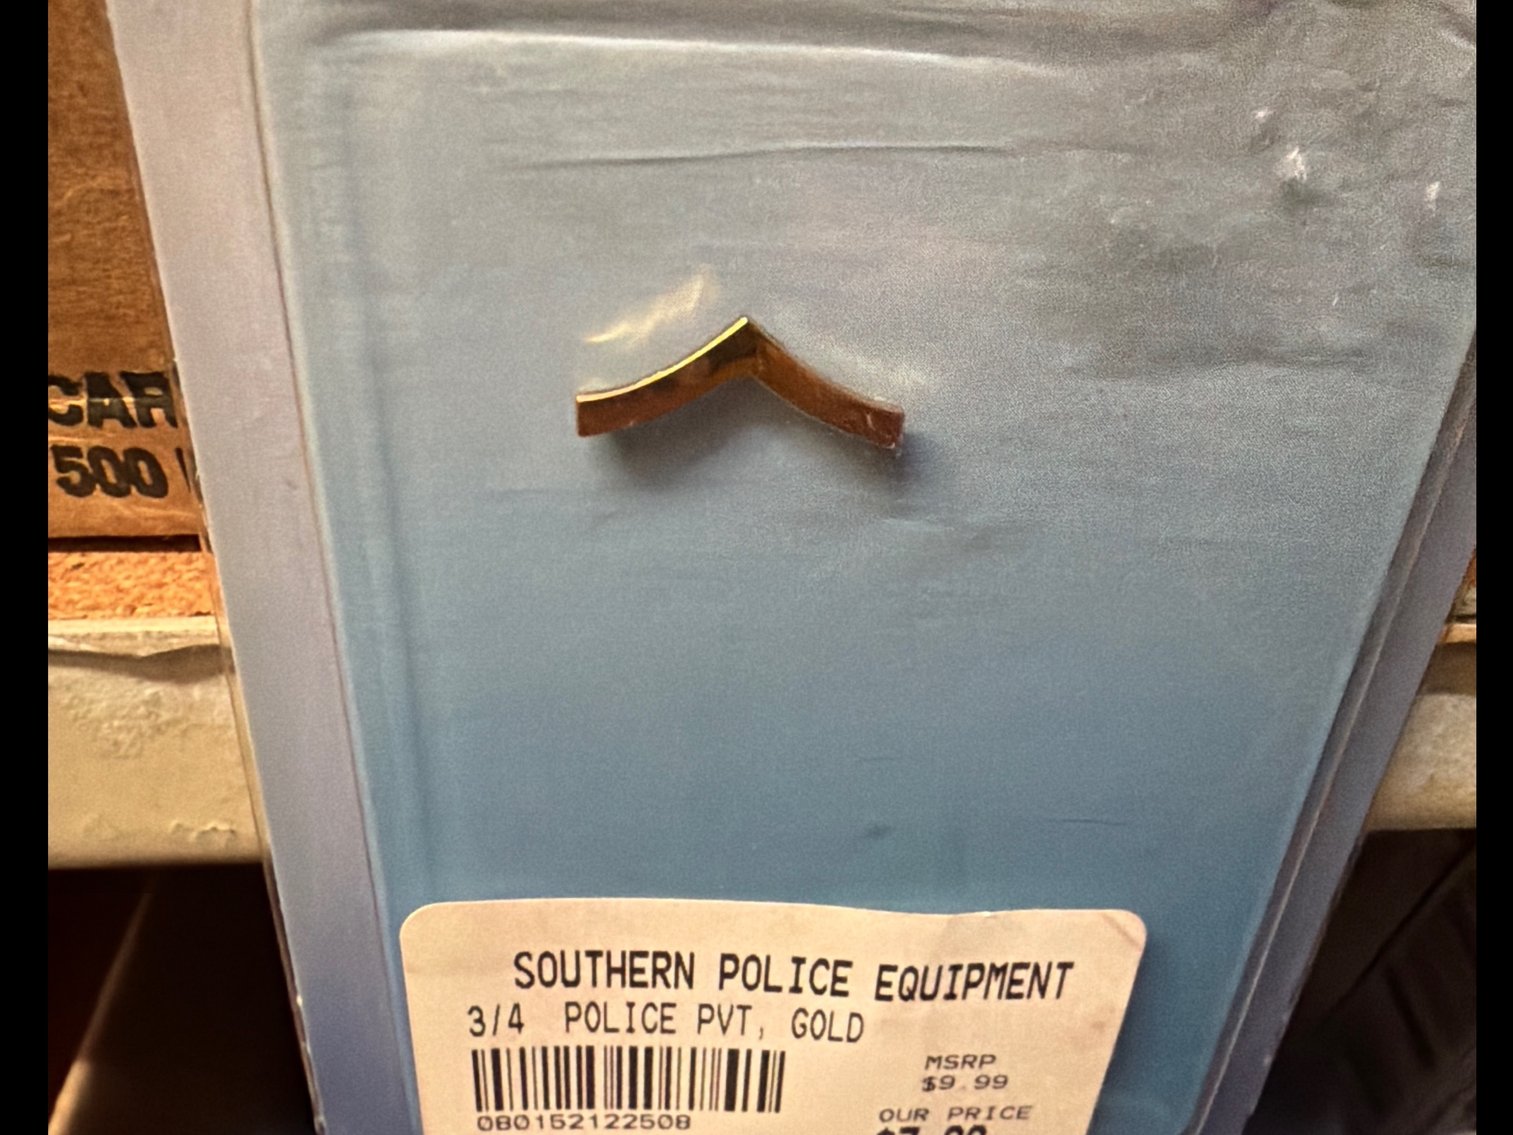 CAR
500
SOUTHERN POLICE EQUIPMENT
3/4 POLICE PVT, GOLD
MSRP
$9.99
080152122508
OUR PRICE